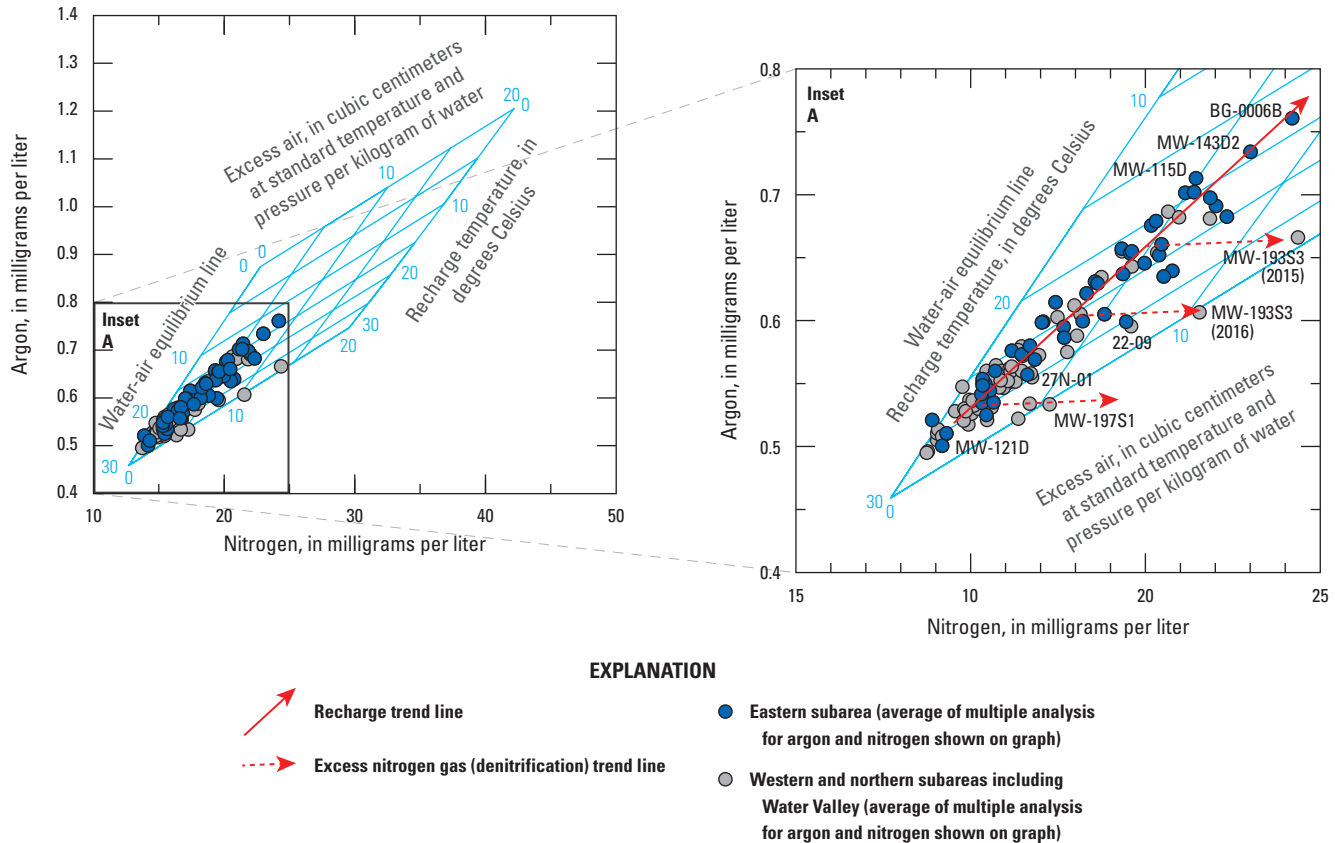 1.4
1.3
1.2
1.1
1.0
0.9
0.8
0.7
0.6
0.5
0.4
Argon, in milligrams per liter
10
20
30
40
50
Nitrogen, in milligrams per liter
Excess air, in cubic centimeters
at standard temperature and
pressure per kilogram of water
Water-air equilibrium line
Recharge temperature, in
degrees Celsius
Inset
A
20
0
10
10
0
0
10
20
20
30
20
10
30
0
0.8
0.7
0.6
0.5
0.4
Argon, in milligrams per liter
15
10
20
25
Nitrogen, in milligrams per liter
Inset
A
Water-air equilibrium line
Recharge temperature, in degrees Celsius
10
20
30
0
10
BG-0006B
MW-143D2
MW-115D
MW-193S3
(2015)
MW-193S3
(2016)
22-09
27N-01
MW-197S1
MW-121D
Excess air, in cubic centimeters
at standard temperature and
pressure per kilogram of water
EXPLANATION
Recharge trend line
Excess nitrogen gas (denitrification) trend line
Eastern subarea (average of multiple analysis
for argon and nitrogen shown on graph)
Western and northern subareas including
Water Valley (average of multiple analysis
for argon and nitrogen shown on graph)